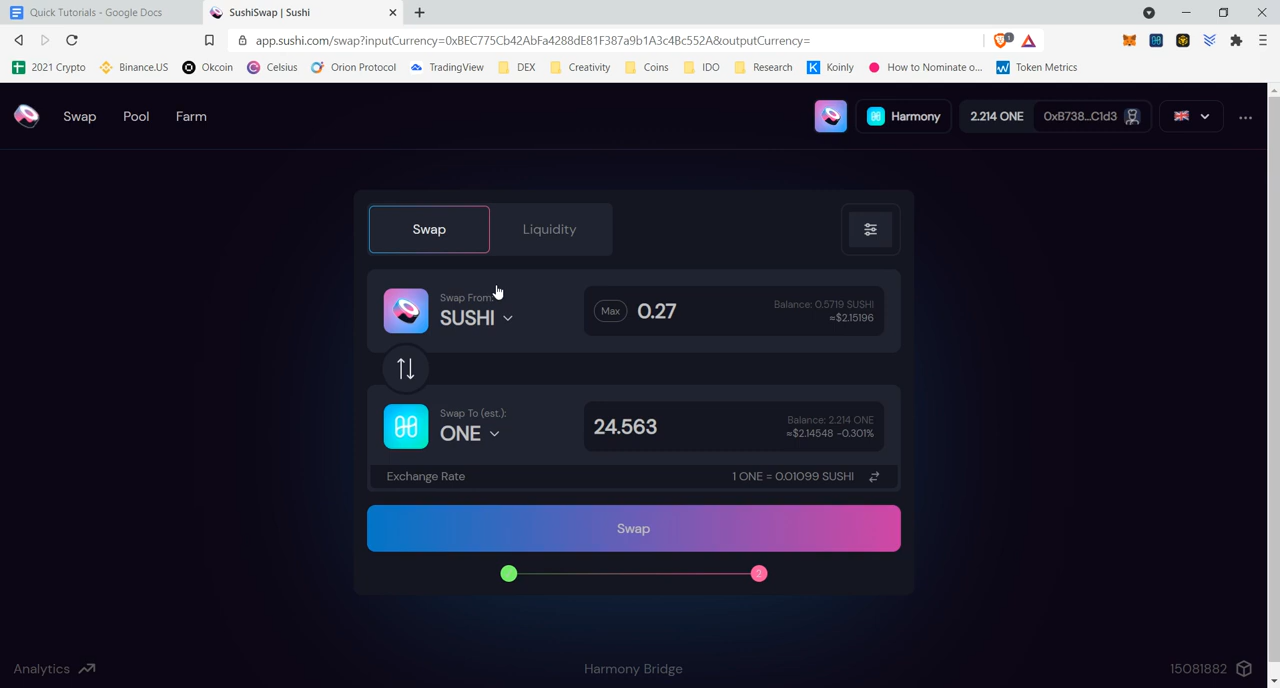 Quick Tutorials - Google Docs
SushiSwap | Sushi
app.sushi.com/swap?inputCurrency=0xBEC775Cb42AbFa4288dE81F387a9b1A3c4Bc552A&outputCurrency=
1
2021 Crypto
Binance.US
Okcoin
Celsius
Orion Protocol
TradingView
DEX
Creativity
Coins
IDO
Research
Koinly
How to Nominate o...
Token Metrics
Swap
Pool
Farm
Harmony
2.214 ONE
0xB738...C1d3
Swap
Liquidity
Swap From:
SUSHI
Max
0.27
Balance: 0.5719 SUSHI
≈$2.15196
Swap To (est.):
ONE
24.563
Balance: 2.214 ONE
≈$2.14548 -0.301%
Exchange Rate
1 ONE = 0.01099 SUSHI
Swap
2
Analytics
Harmony Bridge
15081882